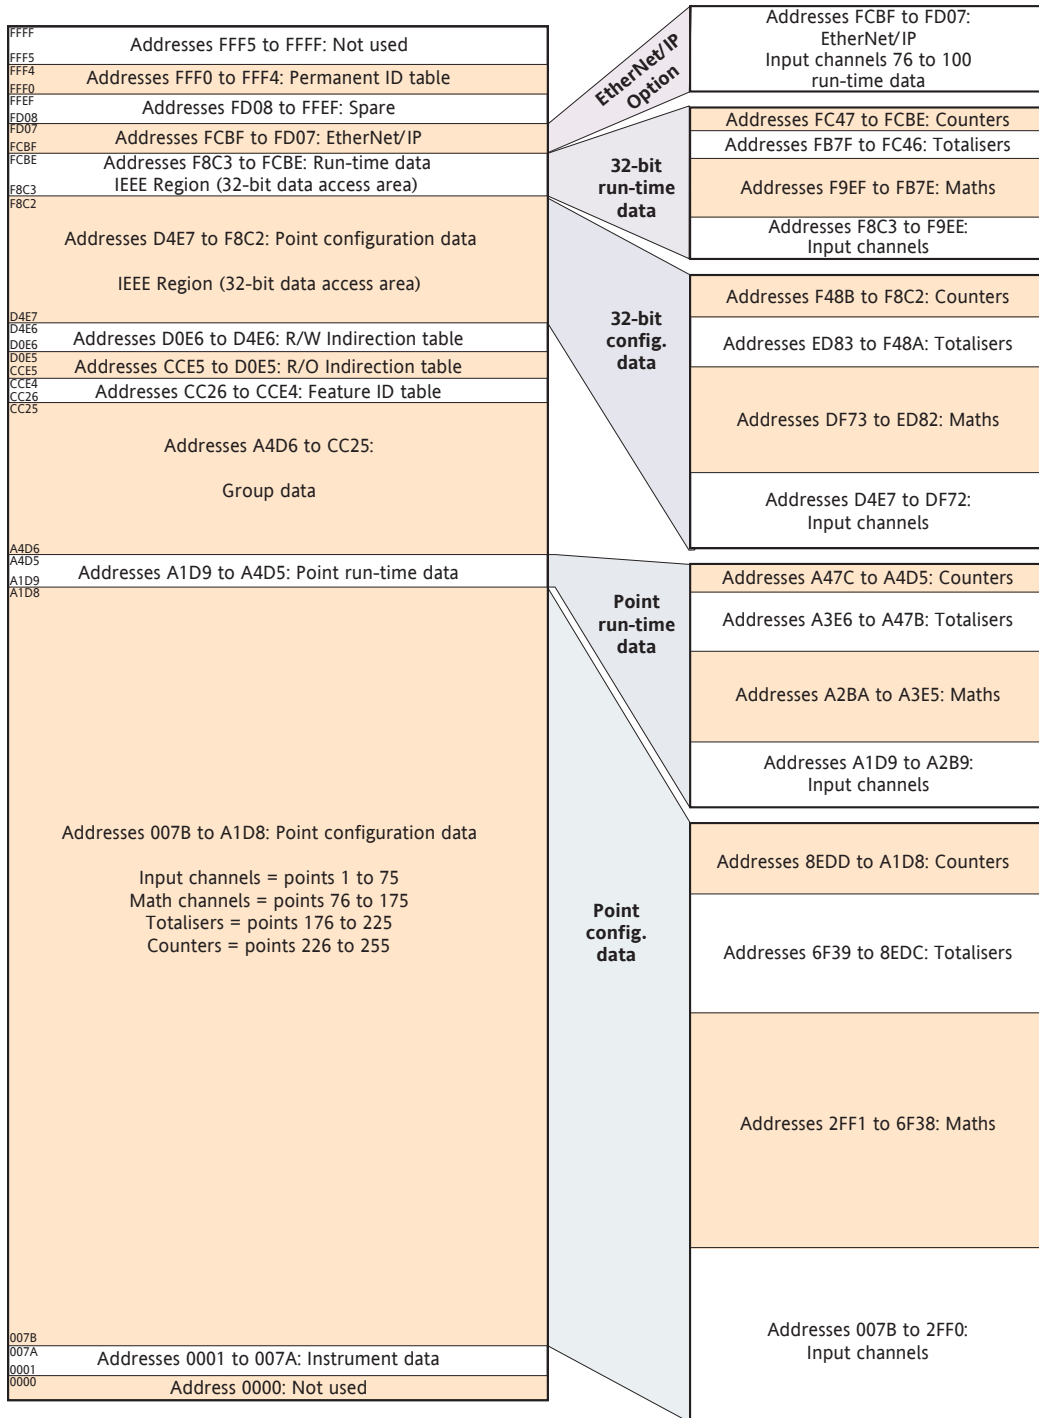 FFFF
Addresses FFF5 to FFFF: Not used
FFF5
FFF4
Addresses FFF0 to FFF4: Permanent ID table
FFF0
FFEF
Addresses FD08 to FFEF: Spare
FD08
FD07
Addresses FCBF to FD07: EtherNet/IP
FCBF
FCBE
Addresses F8C3 to FCBE: Run-time data
IEEE Region (32-bit data access area)
F8C3
F8C2
Addresses D4E7 to F8C2: Point configuration data
IEEE Region (32-bit data access area)
D4E7
D4E6
Addresses D0E6 to D4E6: R/W Indirection table
D0E6
D0E5
Addresses CCE5 to D0E5: R/O Indirection table
CCE5
CCE4
Addresses CC26 to CCE4: Feature ID table
CC26
CC25
Addresses A4D6 to CC25:
Group data
A4D6
A4D5
Addresses A1D9 to A4D5: Point run-time data
A1D9
A1D8
Addresses 007B to A1D8: Point configuration data
Input channels = points 1 to 75
Math channels = points 76 to 175
Totalisers = points 176 to 225
Counters = points 226 to 255
007B
007A
Addresses 0001 to 007A: Instrument data
0001
0000
Address 0000: Not used
EtherNet/IP
Option
Addresses FCBF to FD07:
EtherNet/IP
Input channels 76 to 100
run-time data
32-bit
run-time
data
Addresses FC47 to FCBE: Counters
Addresses FB7F to FC46: Totalisers
Addresses F9EF to FB7E: Maths
Addresses F8C3 to F9EE:
Input channels
32-bit
config.
data
Addresses F48B to F8C2: Counters
Addresses ED83 to F48A: Totalisers
Addresses DF73 to ED82: Maths
Addresses D4E7 to DF72:
Input channels
Point
run-time
data
Addresses A47C to A4D5: Counters
Addresses A3E6 to A47B: Totalisers
Addresses A2BA to A3E5: Maths
Addresses A1D9 to A2B9:
Input channels
Point
config.
data
Addresses 8EDD to A1D8: Counters
Addresses 6F39 to 8EDC: Totalisers
Addresses 2FF1 to 6F38: Maths
Addresses 007B to 2FF0:
Input channels